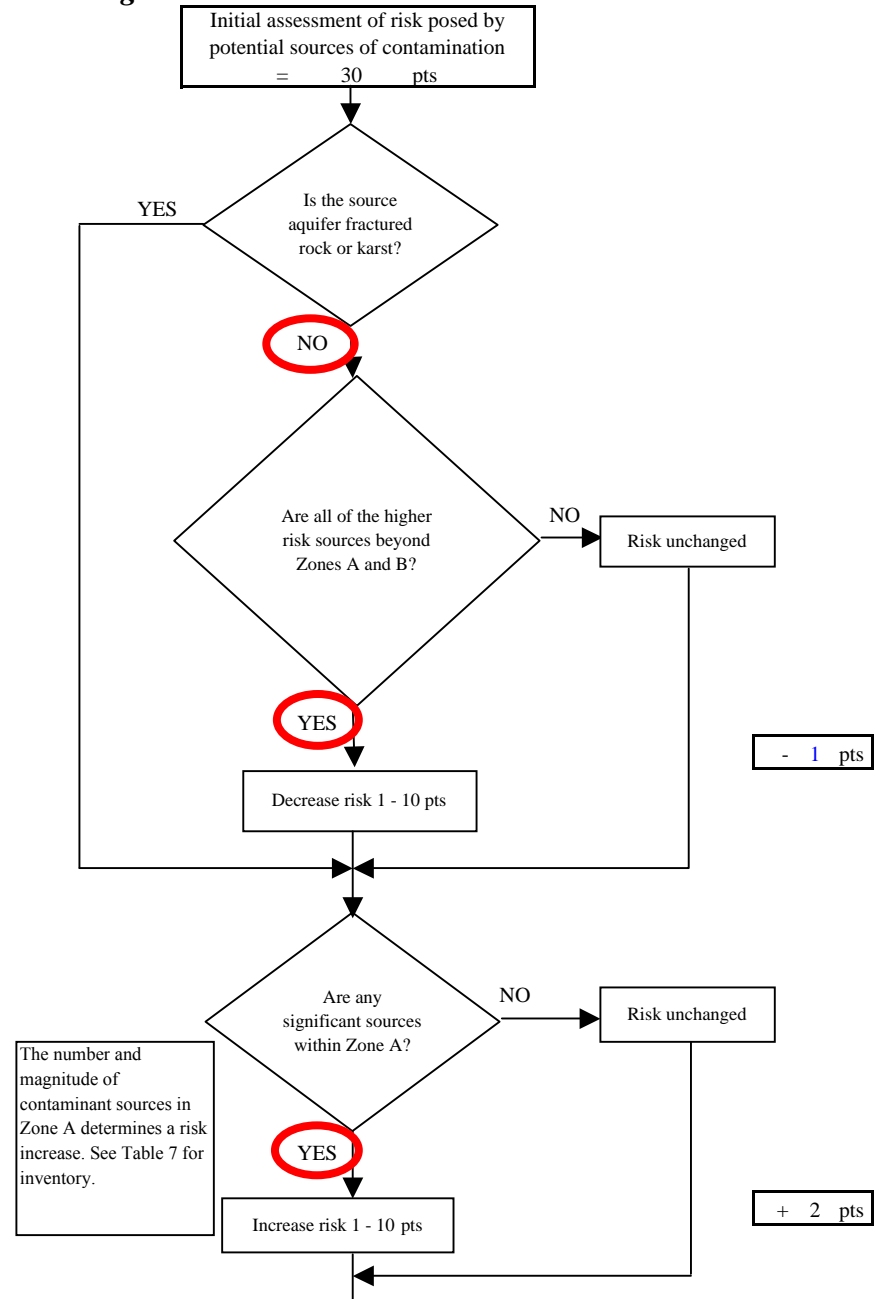 Initial assessment of risk posed by
potential sources of contamination
= 30 pts
YES
Is the source
aquifer fractured
rock or karst?
NO
Are all of the higher
risk sources beyond
Zones A and B?
NO
Risk unchanged
YES
- 1 pts
Decrease risk 1 - 10 pts
Are any
significant sources
within Zone A?
NO
Risk unchanged
The number and
magnitude of
contaminant sources in
Zone A determines a risk
increase. See Table 7 for
inventory.
YES
+ 2 pts
Increase risk 1 - 10 pts